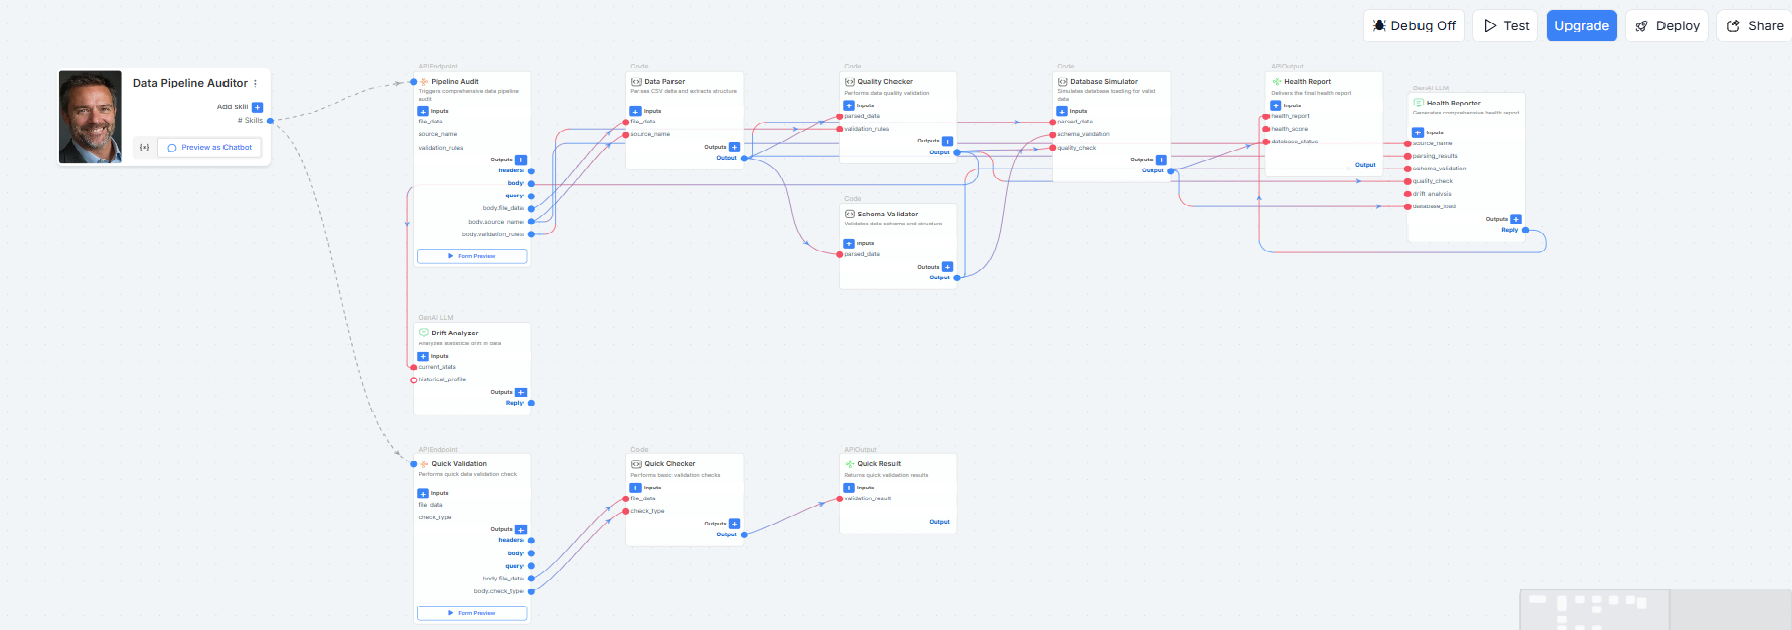 Debug Off
Test
Upgrade
Deploy
Share
Data Pipeline Auditor
Add skill
# Skills
Preview as Chatbot
APIEndpoint
Pipeline Audit
Triggers comprehensive data pipeline
audit
Inputs
file_data
source_name
validation_rules
Outputs
headers
body
query
body.file_data
body.source_name
body.validation_rules
Form Preview
Code
Data Parser
Parses CSV data and extracts structure
Inputs
file_data
source_name
Outputs
Output
Code
Quality Checker
Performs data quality validation
Inputs
parsed_data
validation_rules
Outputs
Output
Code
Schema Validator
Validates data schema and structure
Inputs
parsed_data
Outputs
Output
Code
Database Simulator
Simulates database loading for valid
data
Inputs
parsed_data
schema_validation
quality_check
Outputs
Output
APIOutput
Health Report
Delivers the final health report
Inputs
health_report
health_score
database_status
Output
GenAI LLM
Health Reporter
Generates comprehensive health report
Inputs
source_name
parsing_results
schema_validation
quality_check
drift_analysis
database_load
Outputs
Reply
GenAI LLM
Drift Analyzer
Analyzes statistical drift in data
Inputs
current_stats
historical_profile
Outputs
Reply
APIEndpoint
Quick Validation
Performs quick data validation check
Inputs
file_data
check_type
Outputs
headers
body
query
body.file_data
body.check_type
Form Preview
Code
Quick Checker
Performs basic validation checks
Inputs
file_data
check_type
Outputs
Output
APIOutput
Quick Result
Returns quick validation results
Inputs
validation_result
Output